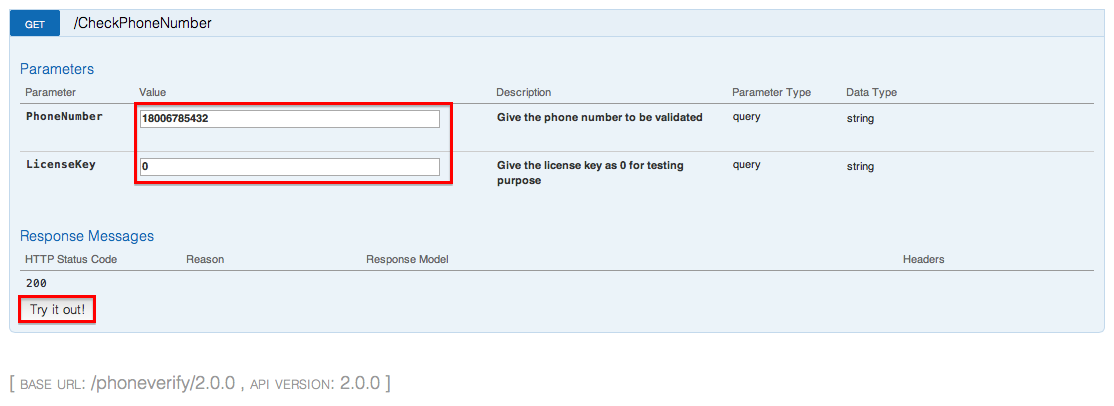 GET /CheckPhoneNumber
Parameters
Parameter Value Description Parameter Type Data Type
PhoneNumber 18006785432 Give the phone number to be validated query string
LicenseKey 0 Give the license key as 0 for testing query string
purpose
Response Messages
HTTP Status Code Reason Response Model Headers
200
Try it out!
[ BASE URL: /phoneverify/2.0.0 , API VERSION: 2.0.0 ]